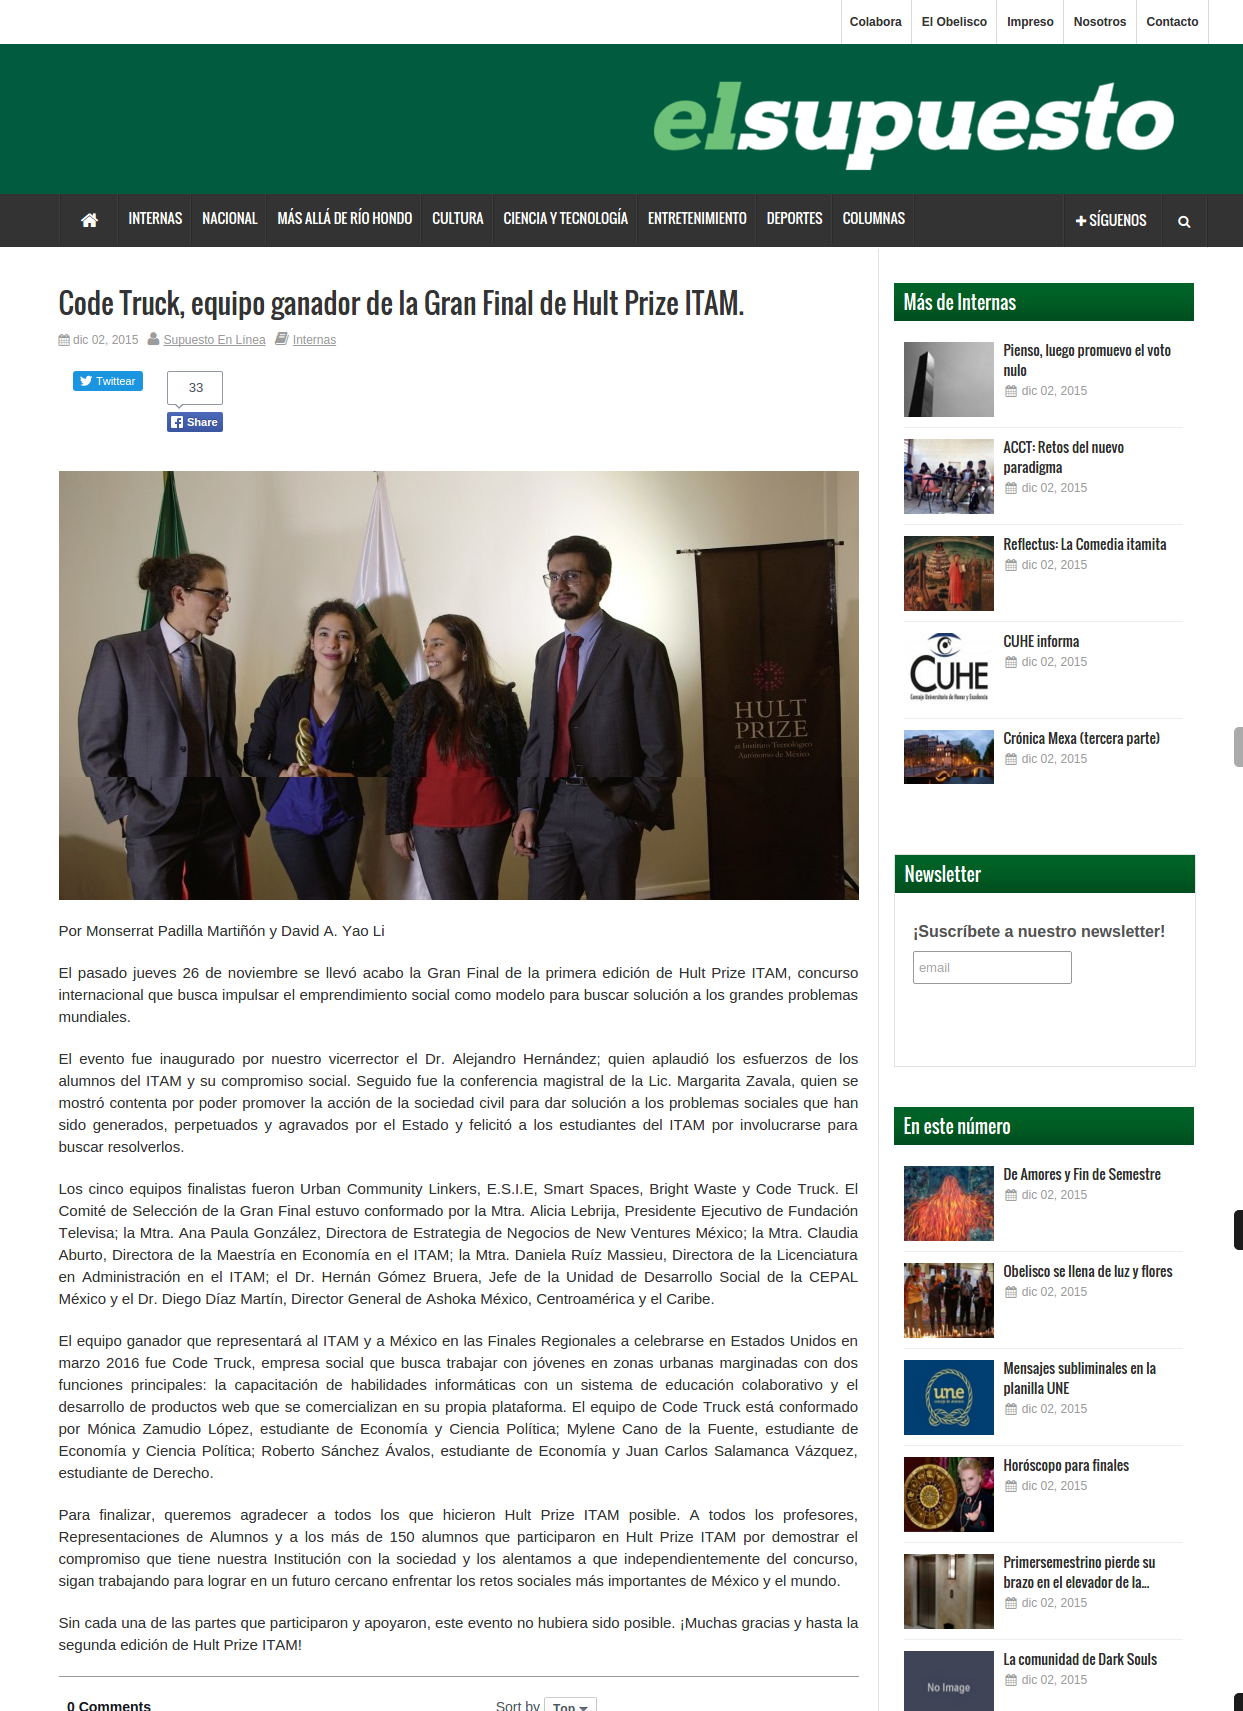 Colabora El Obelisco Impreso Nosotros Contacto
elsupuesto
INTERNAS NACIONAL MÁS ALLÁ DE RÍO HONDO CULTURA CIENCIA Y TECNOLOGÍA ENTRETENIMIENTO DEPORTES COLUMNAS SÍGUENOS
Code Truck, equipo ganador de la Gran Final de Hult Prize ITAM.
dic 02, 2015 Supuesto En Línea Internas
Twittear
33
Share
HULT
PRIZE
at Instituto Tecnológico
Autónomo de México
Por Monserrat Padilla Martiñón y David A. Yao Li
El pasado jueves 26 de noviembre se llevó acabo la Gran Final de la primera edición de Hult Prize ITAM, concurso
internacional que busca impulsar el emprendimiento social como modelo para buscar solución a los grandes problemas
mundiales.
El evento fue inaugurado por nuestro vicerrector el Dr. Alejandro Hernández; quien aplaudió los esfuerzos de los
alumnos del ITAM y su compromiso social. Seguido fue la conferencia magistral de la Lic. Margarita Zavala, quien se
mostró contenta por poder promover la acción de la sociedad civil para dar solución a los problemas sociales que han
sido generados, perpetuados y agravados por el Estado y felicitó a los estudiantes del ITAM por involucrarse para
buscar resolverlos.
Los cinco equipos finalistas fueron Urban Community Linkers, E.S.I.E, Smart Spaces, Bright Waste y Code Truck. El
Comité de Selección de la Gran Final estuvo conformado por la Mtra. Alicia Lebrija, Presidente Ejecutivo de Fundación
Televisa; la Mtra. Ana Paula González, Directora de Estrategia de Negocios de New Ventures México; la Mtra. Claudia
Aburto, Directora de la Maestría en Economía en el ITAM; la Mtra. Daniela Ruíz Massieu, Directora de la Licenciatura
en Administración en el ITAM; el Dr. Hernán Gómez Bruera, Jefe de la Unidad de Desarrollo Social de la CEPAL
México y el Dr. Diego Díaz Martín, Director General de Ashoka México, Centroamérica y el Caribe.
El equipo ganador que representará al ITAM y a México en las Finales Regionales a celebrarse en Estados Unidos en
marzo 2016 fue Code Truck, empresa social que busca trabajar con jóvenes en zonas urbanas marginadas con dos
funciones principales: la capacitación de habilidades informáticas con un sistema de educación colaborativo y el
desarrollo de productos web que se comercializan en su propia plataforma. El equipo de Code Truck está conformado
por Mónica Zamudio López, estudiante de Economía y Ciencia Política; Mylene Cano de la Fuente, estudiante de
Economía y Ciencia Política; Roberto Sánchez Ávalos, estudiante de Economía y Juan Carlos Salamanca Vázquez,
estudiante de Derecho.
Para finalizar, queremos agradecer a todos los que hicieron Hult Prize ITAM posible. A todos los profesores,
Representaciones de Alumnos y a los más de 150 alumnos que participaron en Hult Prize ITAM por demostrar el
compromiso que tiene nuestra Institución con la sociedad y los alentamos a que independientemente del concurso,
sigan trabajando para lograr en un futuro cercano enfrentar los retos sociales más importantes de México y el mundo.
Sin cada una de las partes que participaron y apoyaron, este evento no hubiera sido posible. ¡Muchas gracias y hasta la
segunda edición de Hult Prize ITAM!
0 Comments
Sort by Top
Más de Internas
Pienso, luego promuevo el voto
nulo
dic 02, 2015
ACCT: Retos del nuevo
paradigma
dic 02, 2015
Reflectus: La Comedia itamita
dic 02, 2015
CUHE
Consejo Universitario de Honor y Excelencia
CUHE informa
dic 02, 2015
Crónica Mexa (tercera parte)
dic 02, 2015
Newsletter
¡Suscríbete a nuestro newsletter!
email
En este número
De Amores y Fin de Semestre
dic 02, 2015
Obelisco se llena de luz y flores
dic 02, 2015
une
Mensajes subliminales en la
planilla UNE
dic 02, 2015
Horóscopo para finales
dic 02, 2015
Primersemestrino pierde su
brazo en el elevador de la...
dic 02, 2015
No Image
La comunidad de Dark Souls
dic 02, 2015